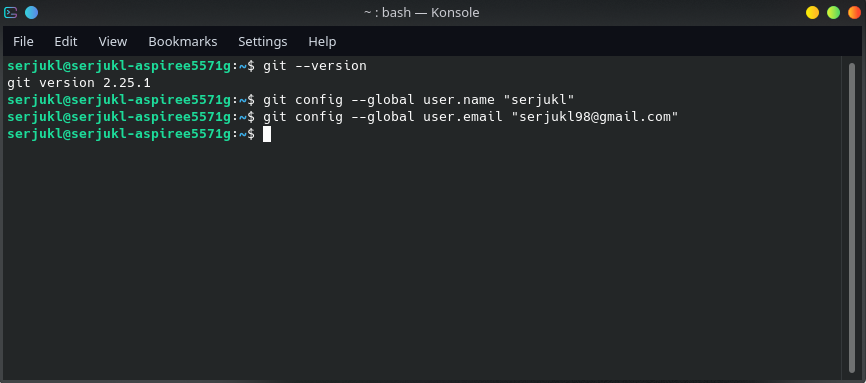 ~ : bash — Konsole
File Edit View Bookmarks Settings Help
serjukl@serjukl-aspiree5571g:~$ git --version
git version 2.25.1
serjukl@serjukl-aspiree5571g:~$ git config --global user.name "serjukl"
serjukl@serjukl-aspiree5571g:~$ git config --global user.email "serjukl98@gmail.com"
serjukl@serjukl-aspiree5571g:~$